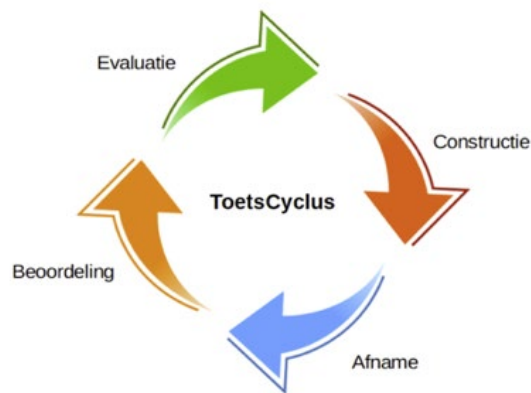 Evaluatie
Constructie
ToetsCyclus
Beoordeling
Afname